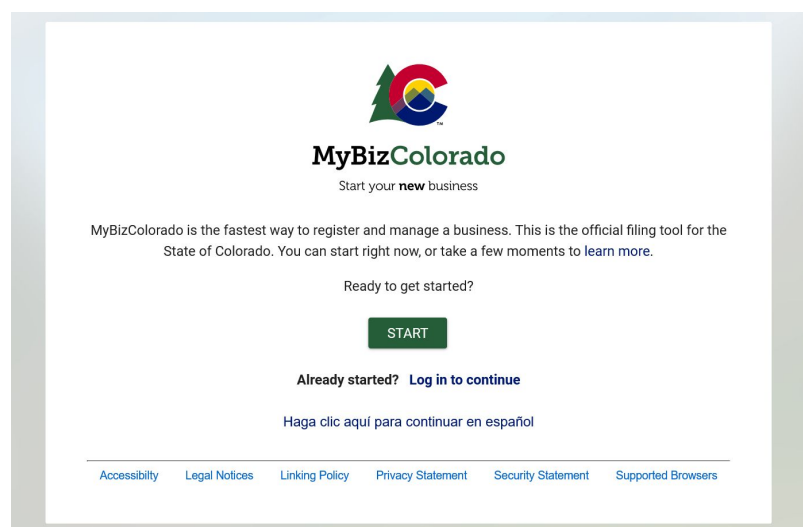 MyBizColorado
Start your new business
MyBizColorado is the fastest way to register and manage a business. This is the official filing tool for the
State of Colorado. You can start right now, or take a few moments to learn more.
Ready to get started?
START
Already started? Log in to continue
Haga clic aquí para continuar en español
Accessibilty Legal Notices Linking Policy Privacy Statement Security Statement Supported Browsers